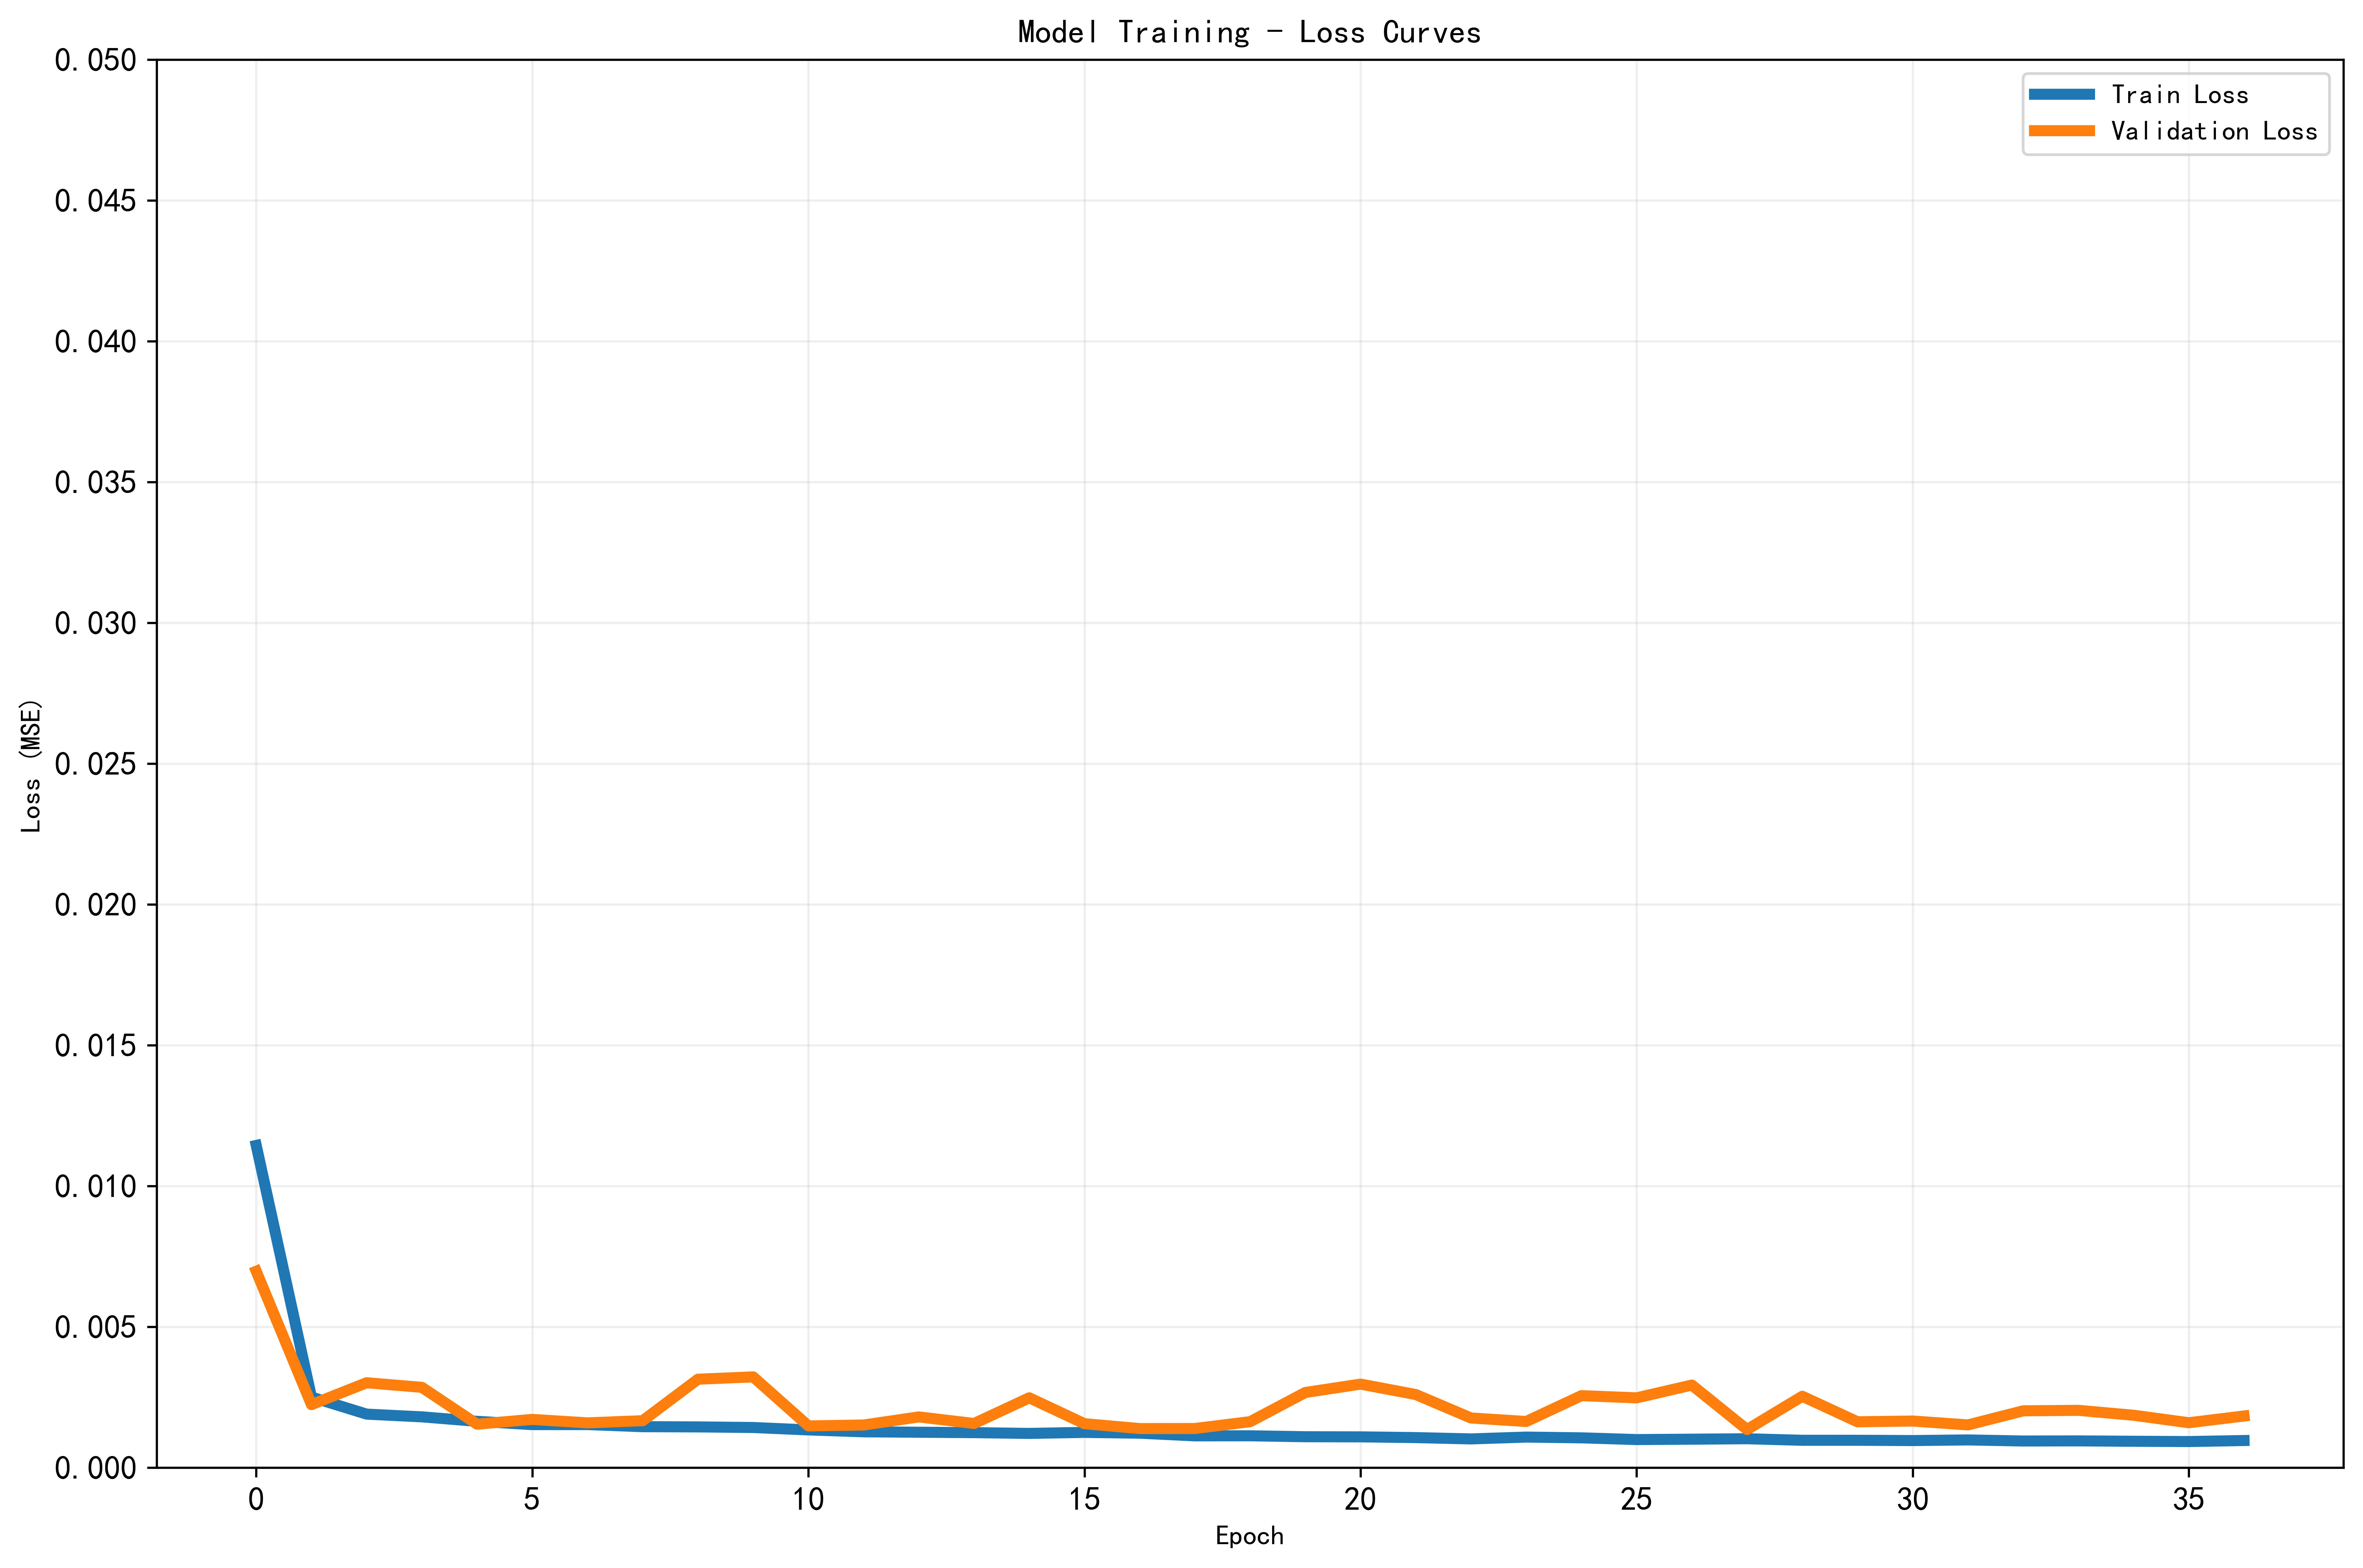 Model Training - Loss Curves
0.050
0.045
0.040
0.035
0.030
0.025
0.020
0.015
0.010
0.005
0.000
Loss (MSE)
Train Loss
Validation Loss
0 5 10 15 20 25 30 35
Epoch